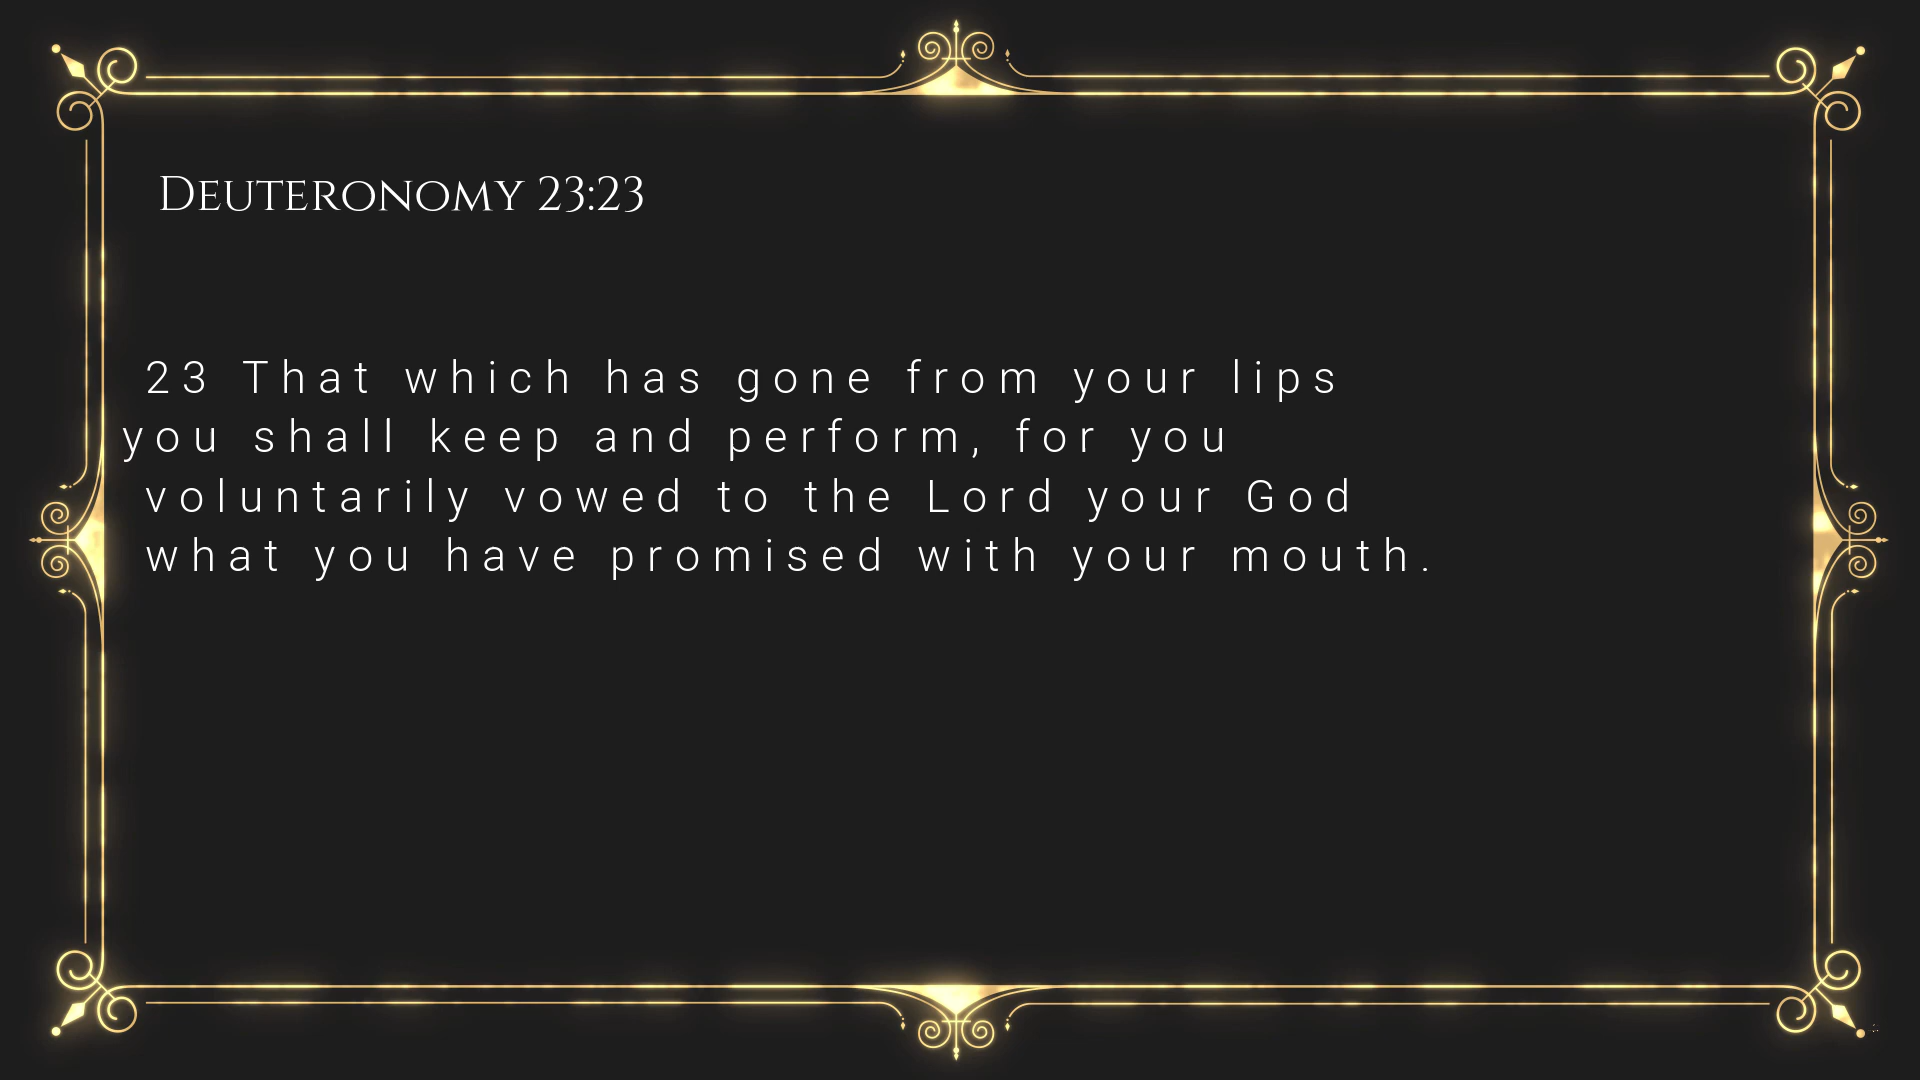 Deuteronomy 23:23
23 That which has gone from your lips
you shall keep and perform, for you
voluntarily vowed to the Lord your God
what you have promised with your mouth.